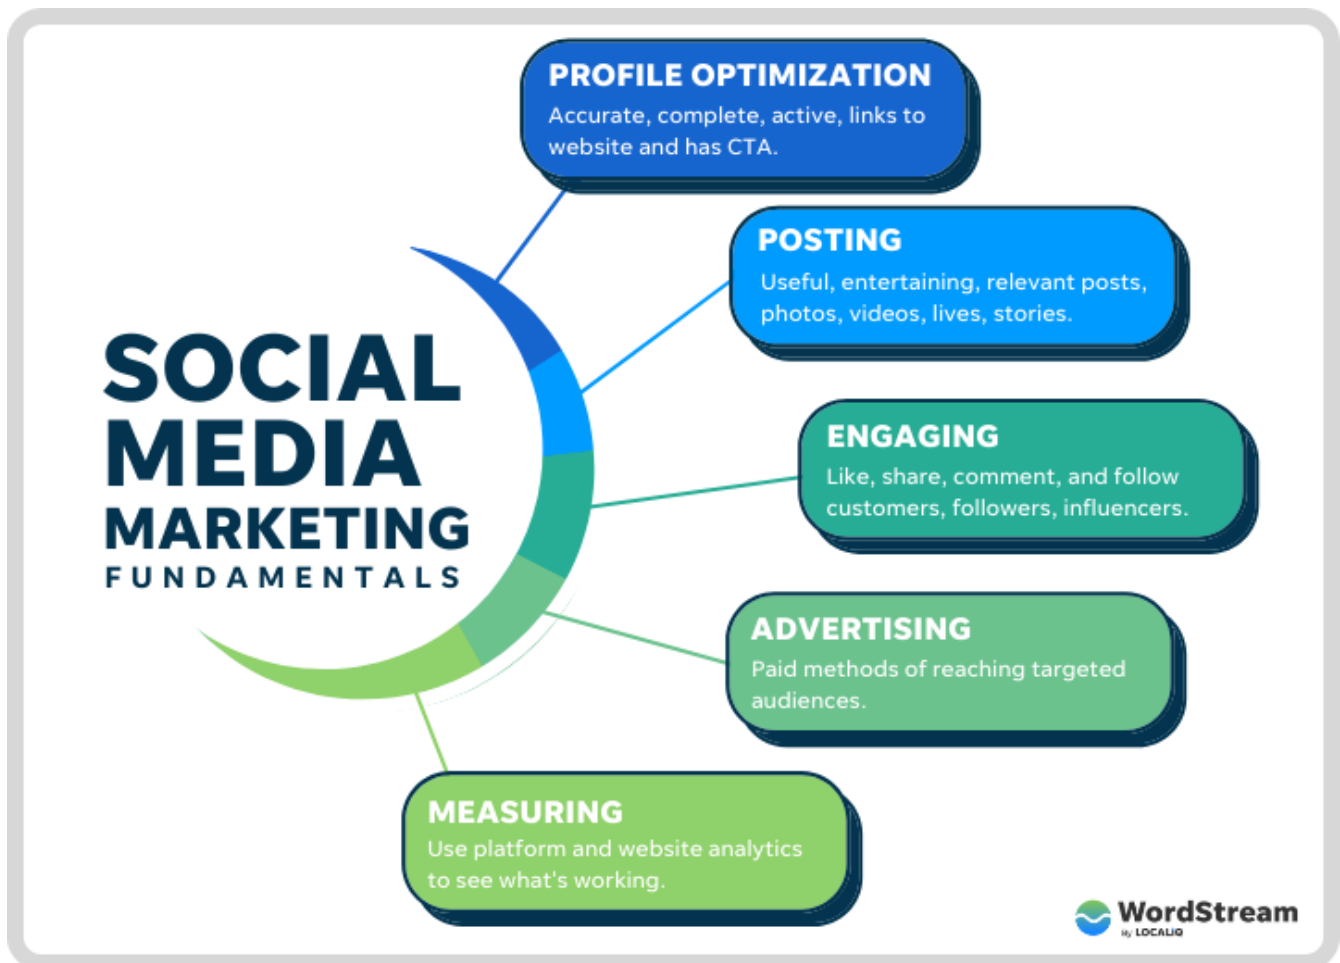 SOCIAL
MEDIA
MARKETING
FUNDAMENTALS
PROFILE OPTIMIZATION
Accurate, complete, active, links to
website and has CTA.
POSTING
Useful, entertaining, relevant posts,
photos, videos, lives, stories.
ENGAGING
Like, share, comment, and follow
customers, followers, influencers.
ADVERTISING
Paid methods of reaching targeted
audiences.
MEASURING
Use platform and website analytics
to see what's working.
WordStream
By LOCALiQ